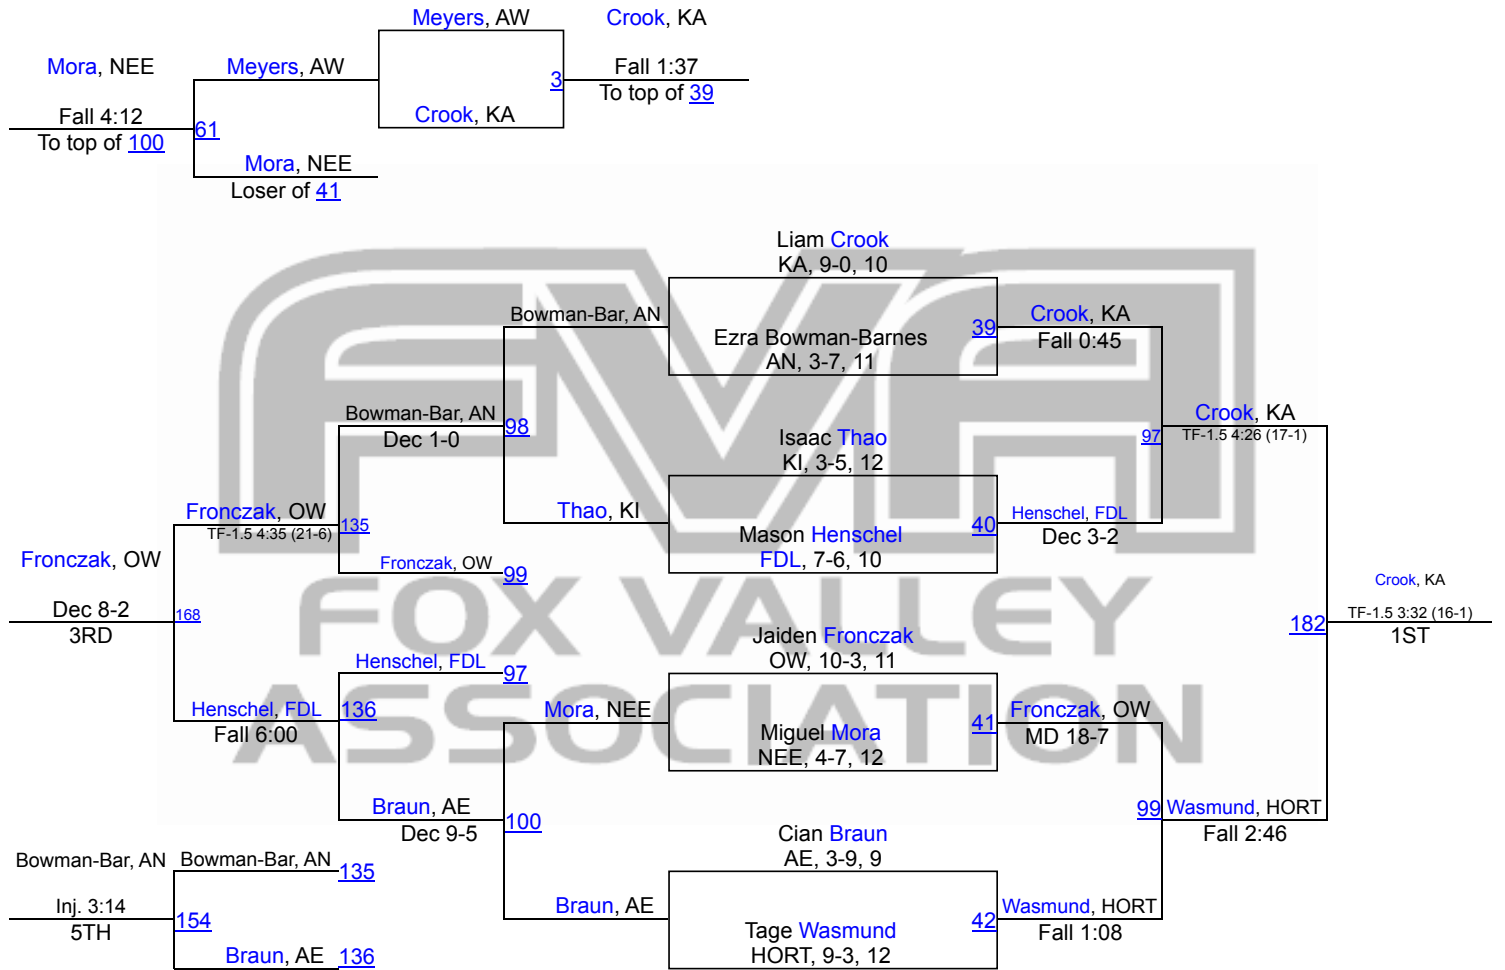 Meyers, AW
Crook, KA
Mora, NEE
Meyers, AW
Fall 1:37
3
To top of 39
Fall 4:12
Crook, KA
61
To top of 100
Mora, NEE
Loser of 41
Liam Crook
KA, 9-0, 10
Bowman-Bar, AN
Crook, KA
39
Ezra Bowman-Barnes
Fall 0:45
AN, 3-7, 11
Bowman-Bar, AN
Crook, KA
98
Dec 1-0
Isaac Thao
97
TF-1.5 4:26 (17-1)
KI, 3-5, 12
Fronczak, OW
Thao, KI
Henschel, FDL
135
40
TF-1.5 4:35 (21-6)
Mason Henschel
Dec 3-2
Fronczak, OW
Fronczak, OW
FDL, 7-6, 10
99
Crook, KA
FOX VALLEY
Dec 8-2
168
TF-1.5 3:32 (16-1)
182
3RD
Jaiden Fronczak
1ST
OW, 10-3, 11
Henschel, FDL
97
Henschel, FDL
136
Mora, NEE
Fronczak, OW
41
Fall 6:00
Miguel Mora
MD 18-7
NEE, 4-7, 12
ASSOCIATION
Braun, AE
99
Wasmund, HORT
100
Dec 9-5
Cian Braun
Fall 2:46
AE, 3-9, 9
Bowman-Bar, AN
Bowman-Bar, AN
135
Inj. 3:14
Braun, AE
Wasmund, HORT
154
42
5TH
Tage Wasmund
Fall 1:08
HORT, 9-3, 12
Braun, AE
136
FVA